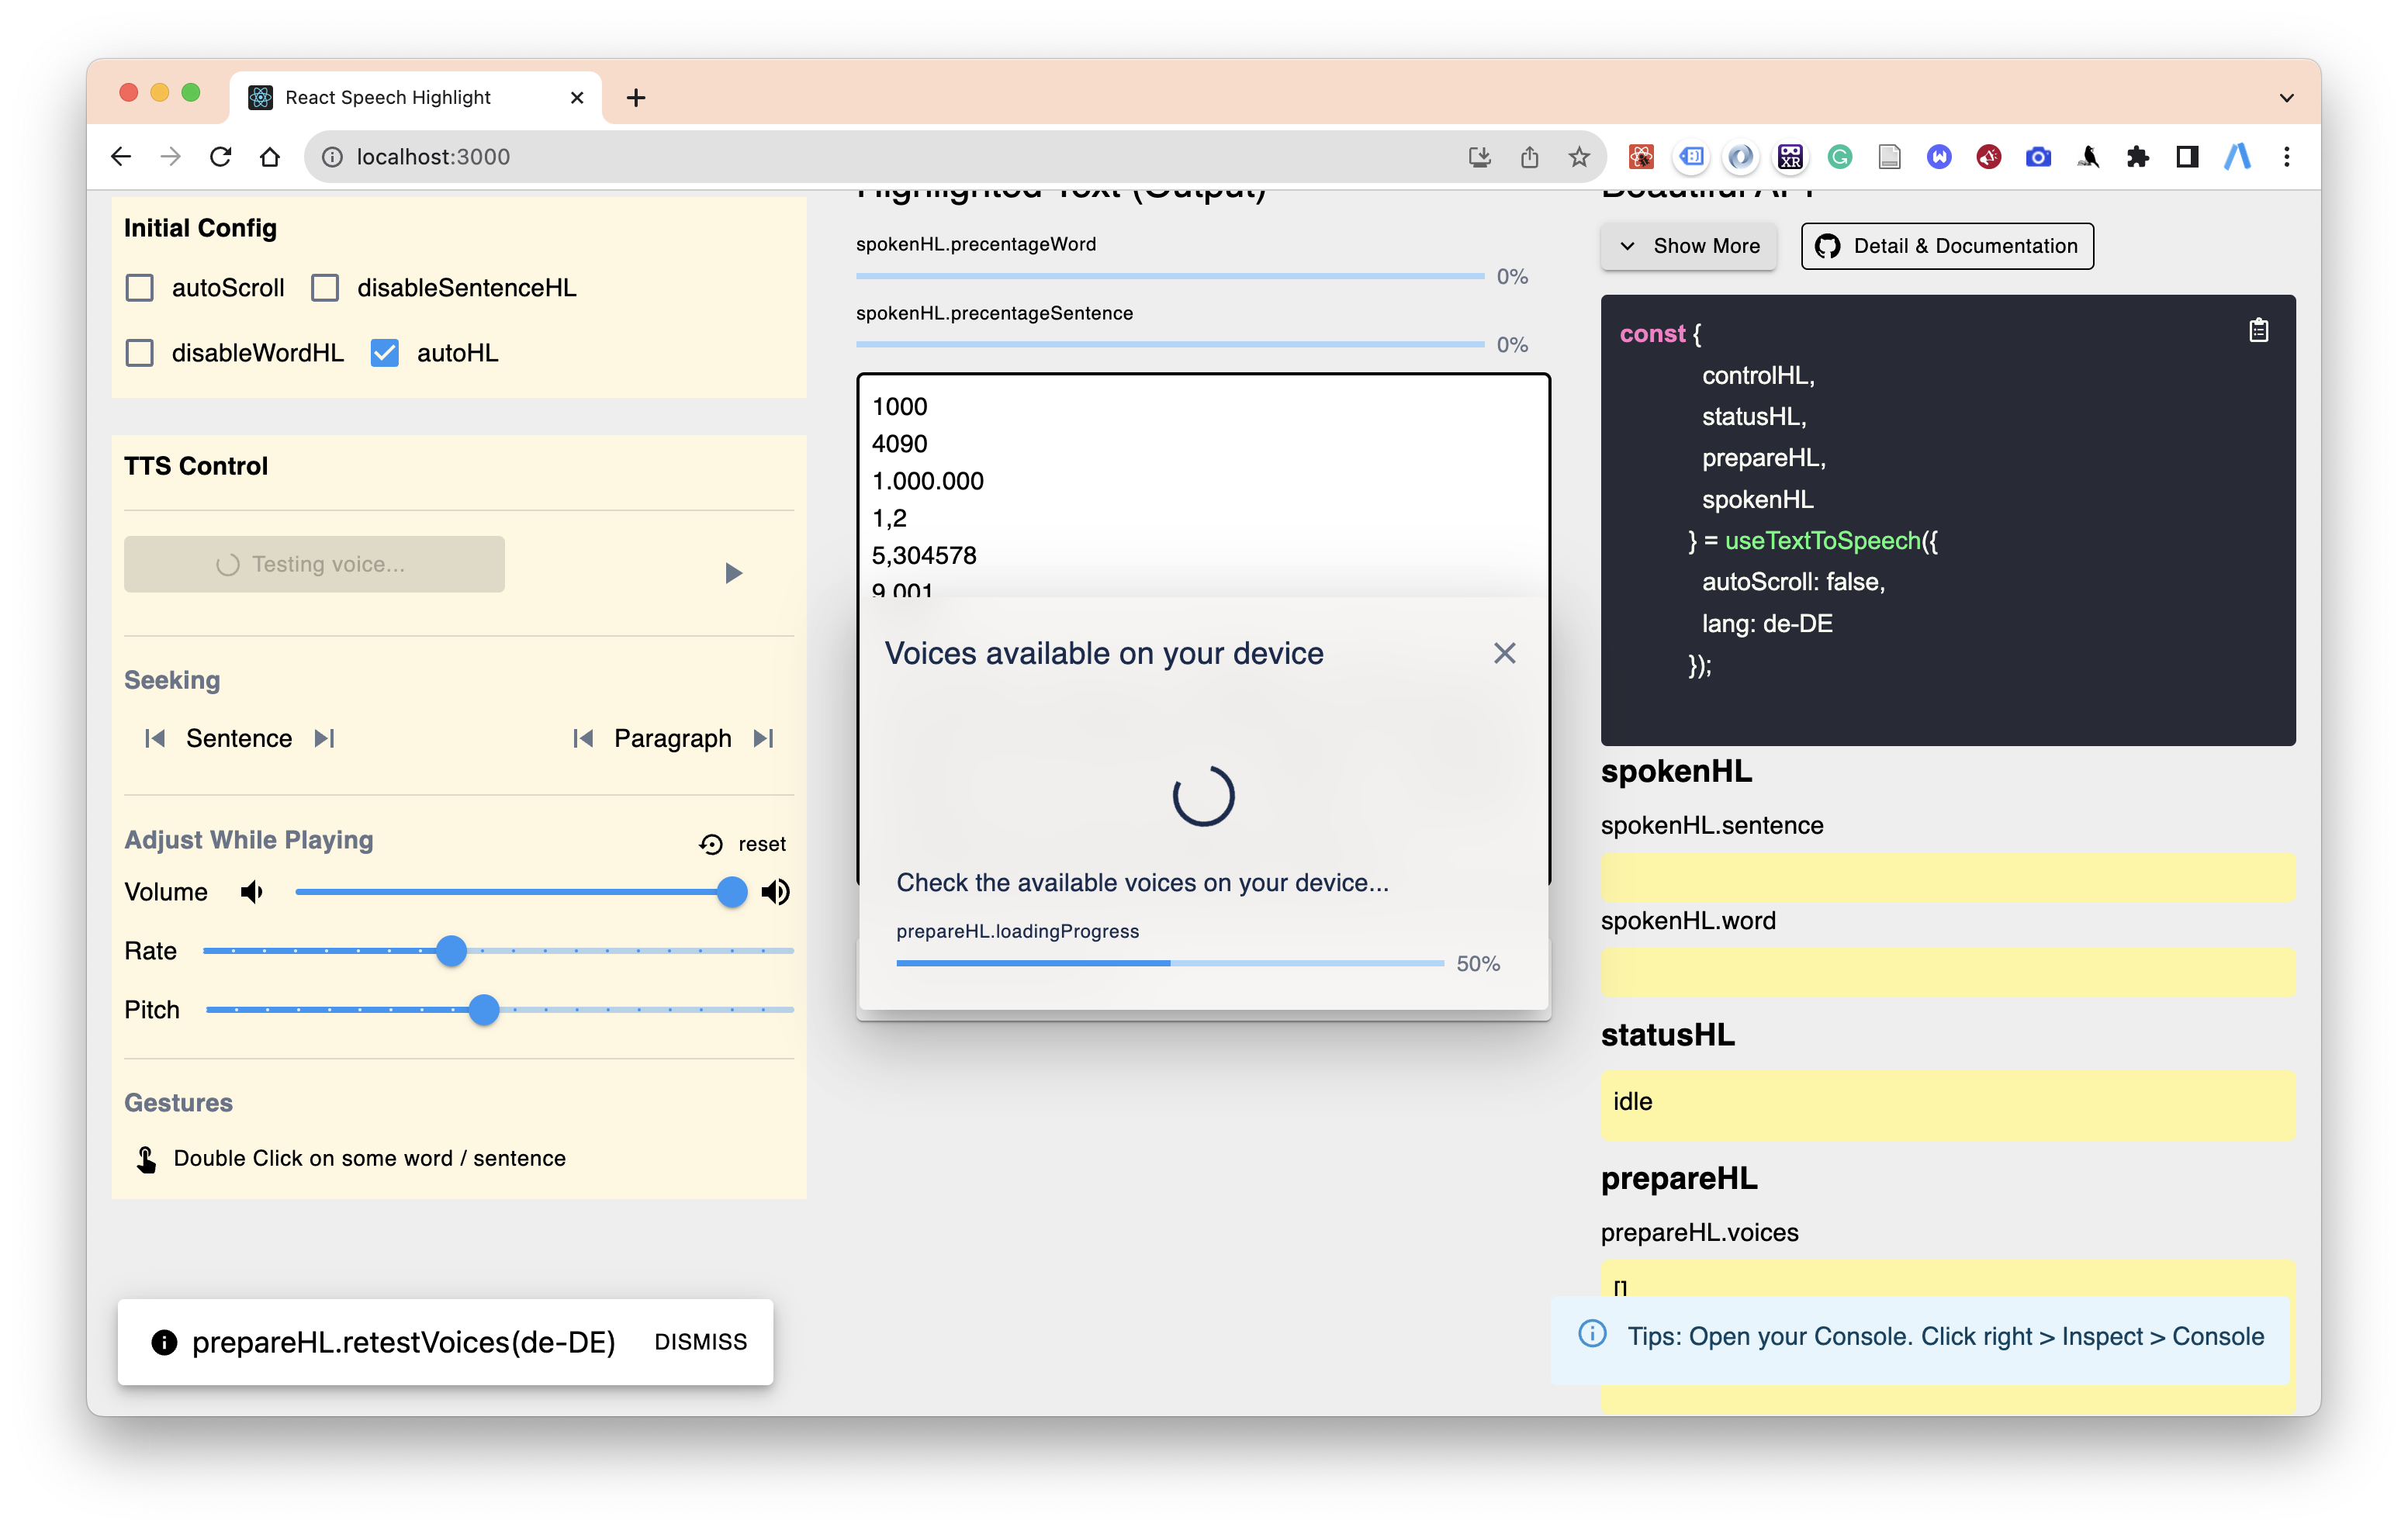 React Speech Highlight
localhost:3000
Initial Config
autoScroll
disableSentenceHL
disableWordHL
autoHL
TTS Control
Testing voice...
Seeking
Sentence
Paragraph
Adjust While Playing
reset
Volume
Rate
Pitch
Gestures
Double Click on some word / sentence
prepareHL.retestVoices(de-DE)
DISMISS
Highlighted Text (Output)
spokenHL.precentageWord
0%
spokenHL.precentageSentence
0%
1000
4090
1.000.000
1,2
5,304578
9.001
Voices available on your device
Check the available voices on your device...
prepareHL.loadingProgress
50%
Beautiful API
Show More
Detail & Documentation
const {
controlHL,
statusHL,
prepareHL,
spokenHL
} = useTextToSpeech({
autoScroll: false,
lang: de-DE
});
spokenHL
spokenHL.sentence
spokenHL.word
statusHL
idle
prepareHL
prepareHL.voices
[]
Tips: Open your Console. Click right > Inspect > Console